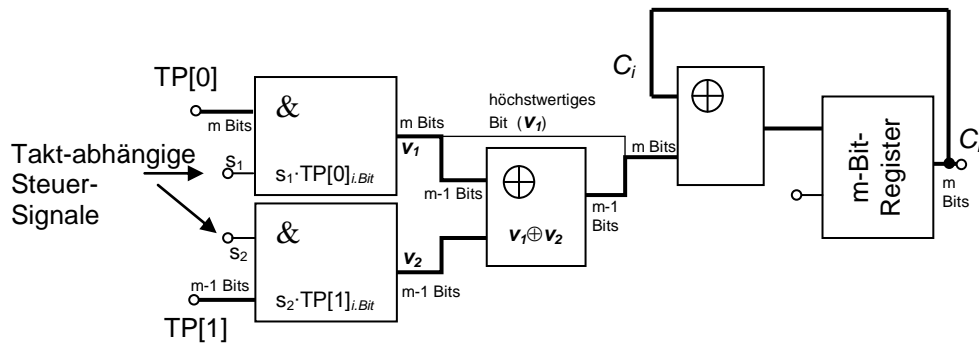 TP[0]
m Bits
&
s₁·TP[0]i.Bit
Takt-abhängige
Steuer-
Signale
s₁
s₂
&
s₂·TP[1]i.Bit
m-1 Bits
TP[1]
m Bits
v₁
v₂
m-1 Bits
höchstwertiges
Bit (v₁)
m-1 Bits
⊕
v₁⊕v₂
m-1
Bits
m Bits
Cᵢ
⊕
m-Bit-
Register
m
Bits